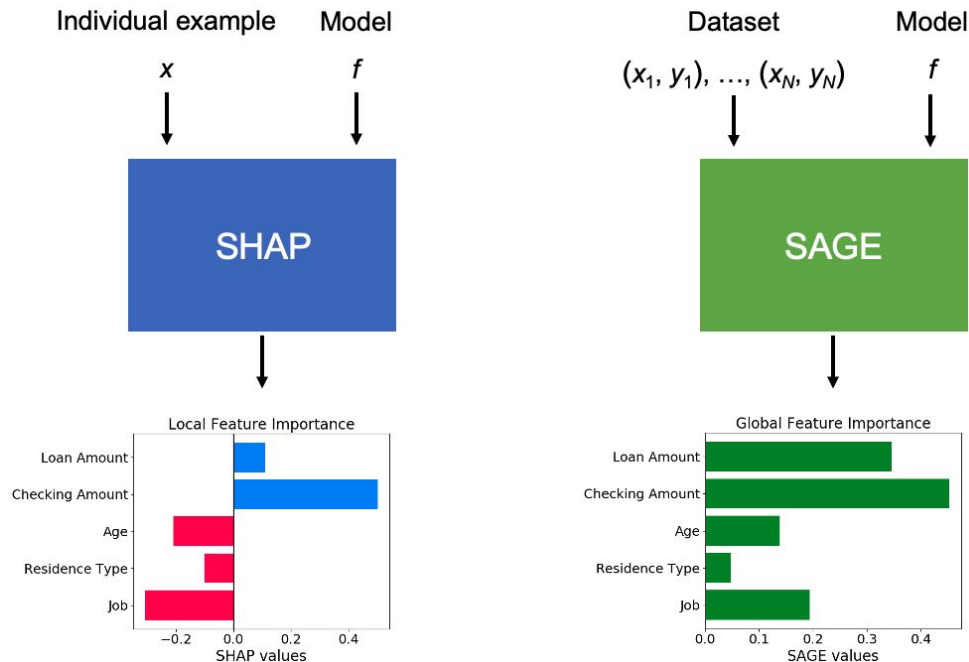 Individual example Model
x f
SHAP
Local Feature Importance
Loan Amount
Checking Amount
Age
Residence Type
Job
−0.2 0.0 0.2 0.4
SHAP values
Dataset Model
(x1, y1), …, (xN, yN) f
SAGE
Global Feature Importance
Loan Amount
Checking Amount
Age
Residence Type
Job
0.0 0.1 0.2 0.3 0.4
SAGE values